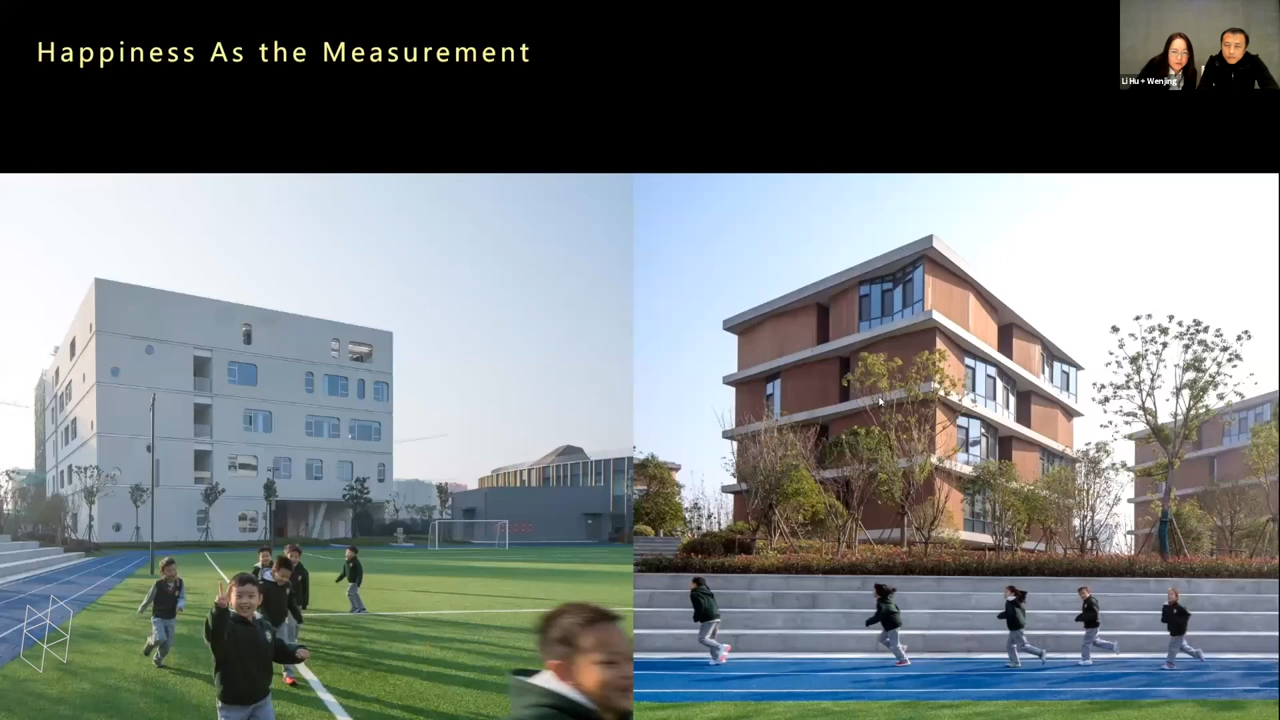 Happiness As the Measurement
Li Hu + Wenjing